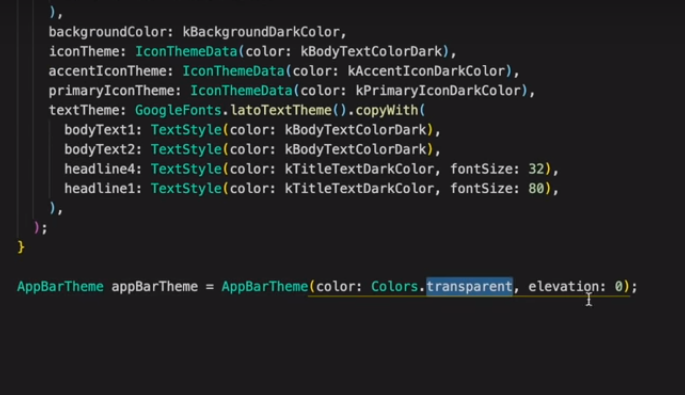 ),
backgroundColor: kBackgroundDarkColor,
iconTheme: IconThemeData(color: kBodyTextColorDark),
accentIconTheme: IconThemeData(color: kAccentIconDarkColor),
primaryIconTheme: IconThemeData(color: kPrimaryIconDarkColor),
textTheme: GoogleFonts.latoTextTheme().copyWith(
bodyText1: TextStyle(color: kBodyTextColorDark),
bodyText2: TextStyle(color: kBodyTextColorDark),
headline4: TextStyle(color: kTitleTextDarkColor, fontSize: 32),
headline1: TextStyle(color: kTitleTextDarkColor, fontSize: 80),
),
);
}
AppBarTheme appBarTheme = AppBarTheme(color: Colors.transparent, elevation: 0);